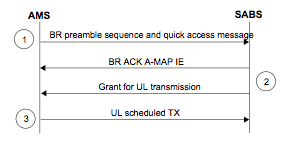 AMS SABS
1 BR preamble sequence and quick access message
BR ACK A-MAP IE
2
Grant for UL transmission
3 UL scheduled TX